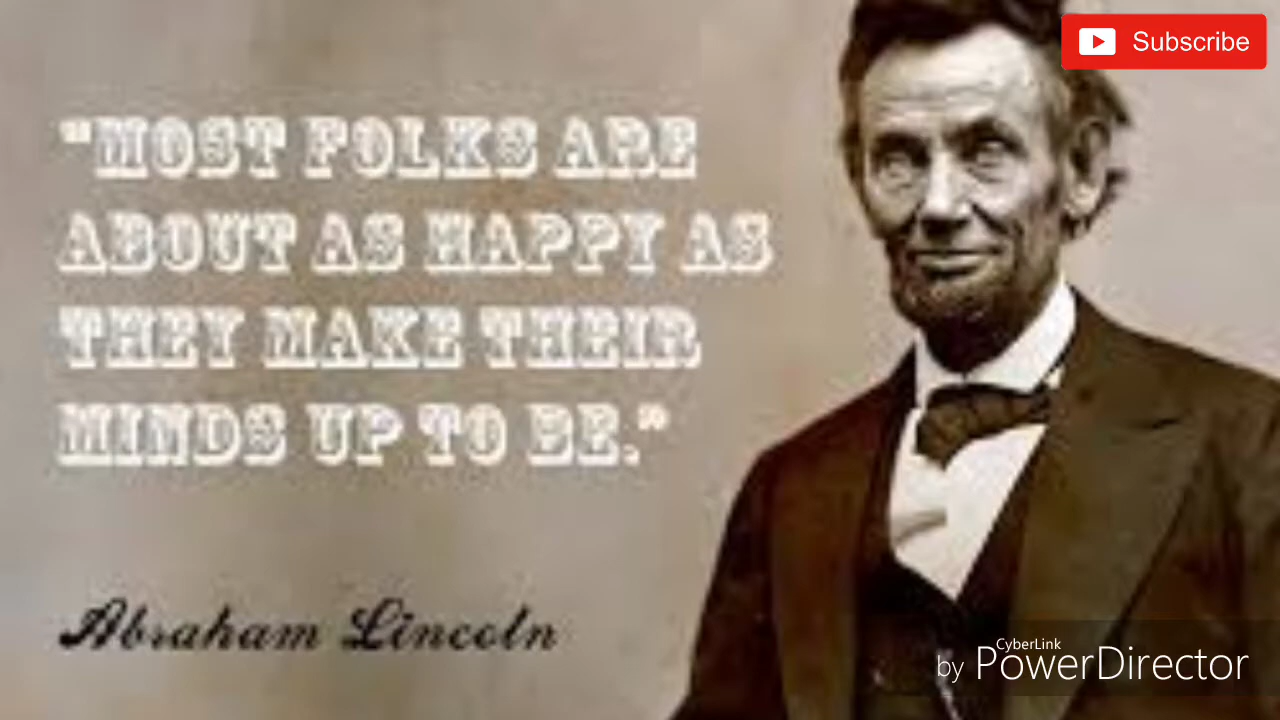 Subscribe
"MOST FOLKS ARE
ABOUT AS HAPPY AS
THEY MAKE THEIR
MINDS UP TO BE."
Abraham Lincoln
CyberLink
by PowerDirector